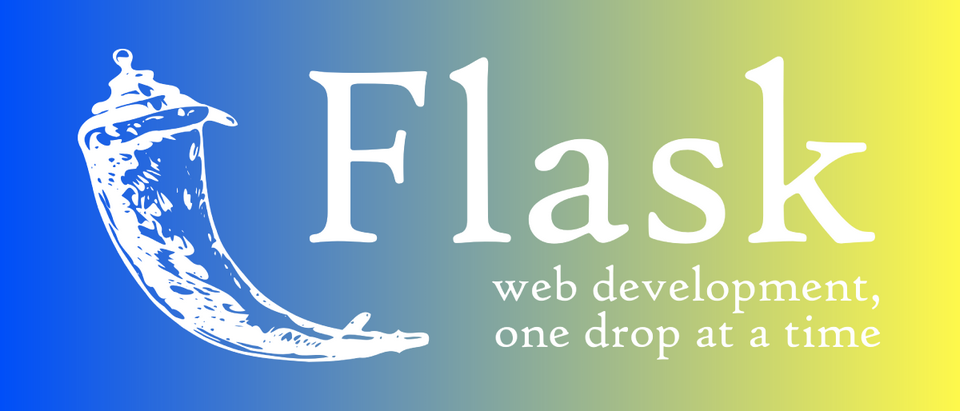 Flask
web development,
one drop at a time